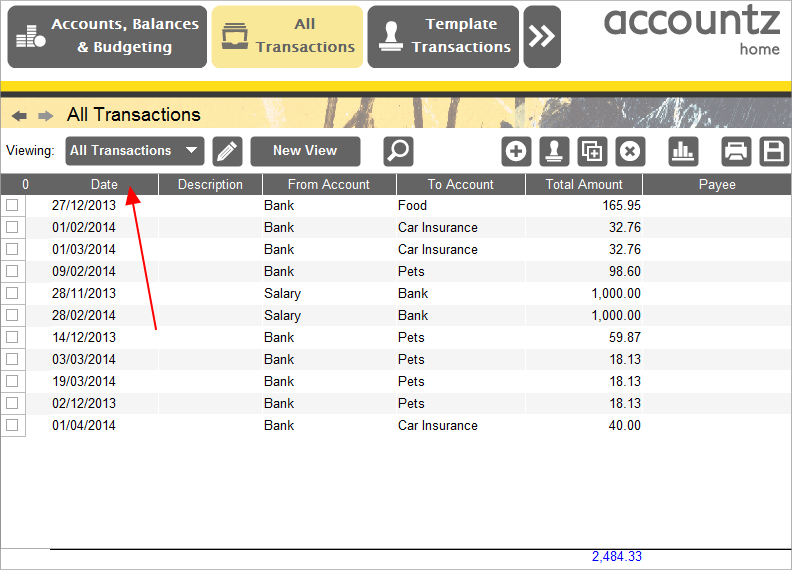 Accounts, Balances
& Budgeting
All
Transactions
Template
Transactions
accountz
home
All Transactions
Viewing: All Transactions New View
0 Date Description From Account To Account Total Amount Payee
27/12/2013 Bank Food 165.95
01/02/2014 Bank Car Insurance 32.76
01/03/2014 Bank Car Insurance 32.76
09/02/2014 Bank Pets 98.60
28/11/2013 Salary Bank 1,000.00
28/02/2014 Salary Bank 1,000.00
14/12/2013 Bank Pets 59.87
03/03/2014 Bank Pets 18.13
19/03/2014 Bank Pets 18.13
02/12/2013 Bank Pets 18.13
01/04/2014 Bank Car Insurance 40.00
2,484.33